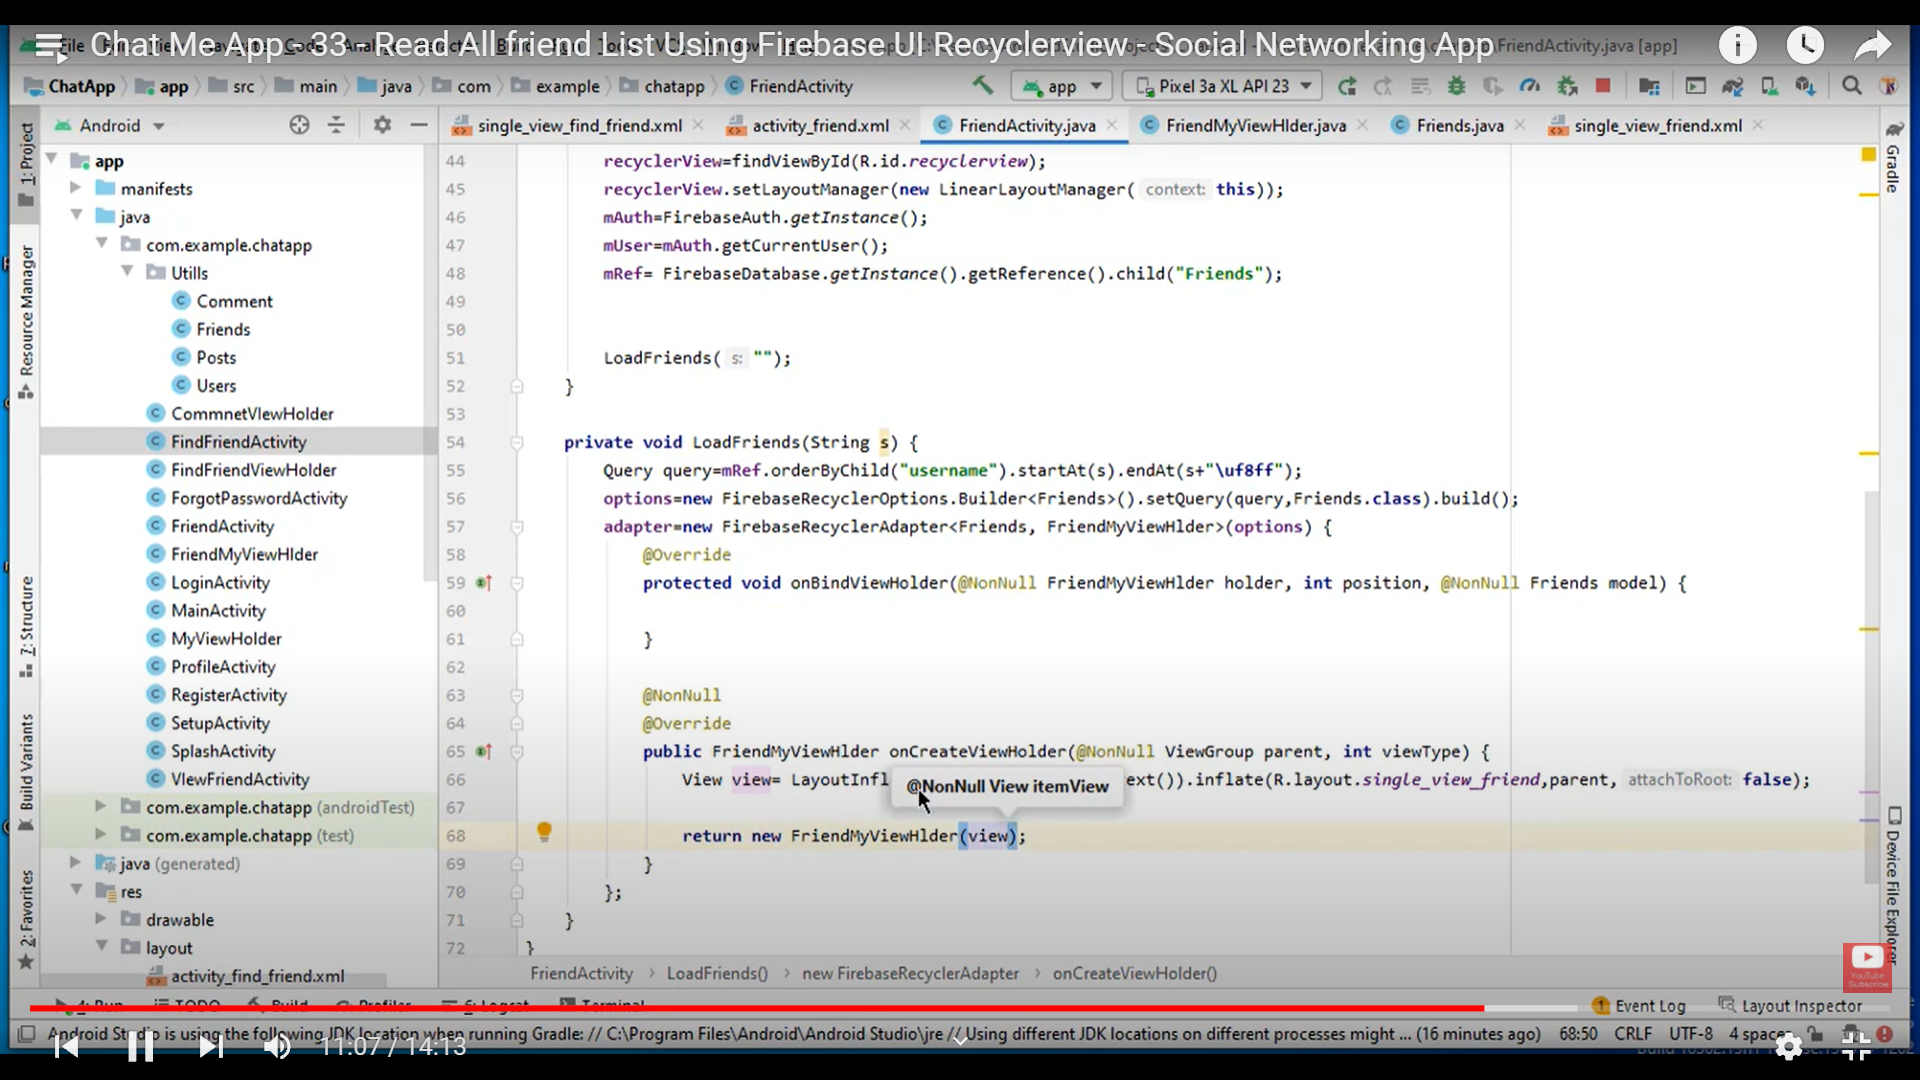 File
Chat Me App - 33 - Read All friend List Using Firebase UI Recyclerview - Social Networking App
FriendActivity.java [app]
ChatApp app src main java com example chatapp FriendActivity
app Pixel 3a XL API 23
Android
single_view_find_friend.xml activity_friend.xml FriendActivity.java FriendMyViewHlder.java Friends.java single_view_friend.xml
1: Project
Resource Manager
7: Structure
Build Variants
2: Favorites
app
manifests
java
com.example.chatapp
Utills
Comment
Friends
Posts
Users
CommnetVIewHolder
FindFriendActivity
FindFriendViewHolder
ForgotPasswordActivity
FriendActivity
FriendMyViewHlder
LoginActivity
MainActivity
MyViewHolder
ProfileActivity
RegisterActivity
SetupActivity
SplashActivity
VIewFriendActivity
com.example.chatapp (androidTest)
com.example.chatapp (test)
java (generated)
res
drawable
layout
activity_find_friend.xml
44 recyclerView=findViewById(R.id.recyclerview);
45 recyclerView.setLayoutManager(new LinearLayoutManager( context: this));
46 mAuth=FirebaseAuth.getInstance();
47 mUser=mAuth.getCurrentUser();
48 mRef= FirebaseDatabase.getInstance().getReference().child("Friends");
49
50
51 LoadFriends( s: "");
52 }
53
54 private void LoadFriends(String s) {
55 Query query=mRef.orderByChild("username").startAt(s).endAt(s+"\uf8ff");
56 options=new FirebaseRecyclerOptions.Builder<Friends>().setQuery(query,Friends.class).build();
57 adapter=new FirebaseRecyclerAdapter<Friends, FriendMyViewHlder>(options) {
58 @Override
59 protected void onBindViewHolder(@NonNull FriendMyViewHlder holder, int position, @NonNull Friends model) {
60
61 }
62
63 @NonNull
64 @Override
65 public FriendMyViewHlder onCreateViewHolder(@NonNull ViewGroup parent, int viewType) {
66 View view= LayoutInfl ext()).inflate(R.layout.single_view_friend,parent, attachToRoot: false);
@NonNull View itemView
67
68 return new FriendMyViewHlder(view);
69 }
70 };
71 }
72 }
FriendActivity LoadFriends() new FirebaseRecyclerAdapter onCreateViewHolder()
Gradle
Device File Explorer
YouTube
Subscribe
4: Run TODO Build Profiler 6: Logcat Terminal Event Log Layout Inspector
Android Studio is using the following JDK location when running Gradle: // C:\Program Files\Android\Android Studio\jre // Using different JDK locations on different processes might ... (16 minutes ago) 68:50 CRLF UTF-8 4 spaces
11:07 / 14:13